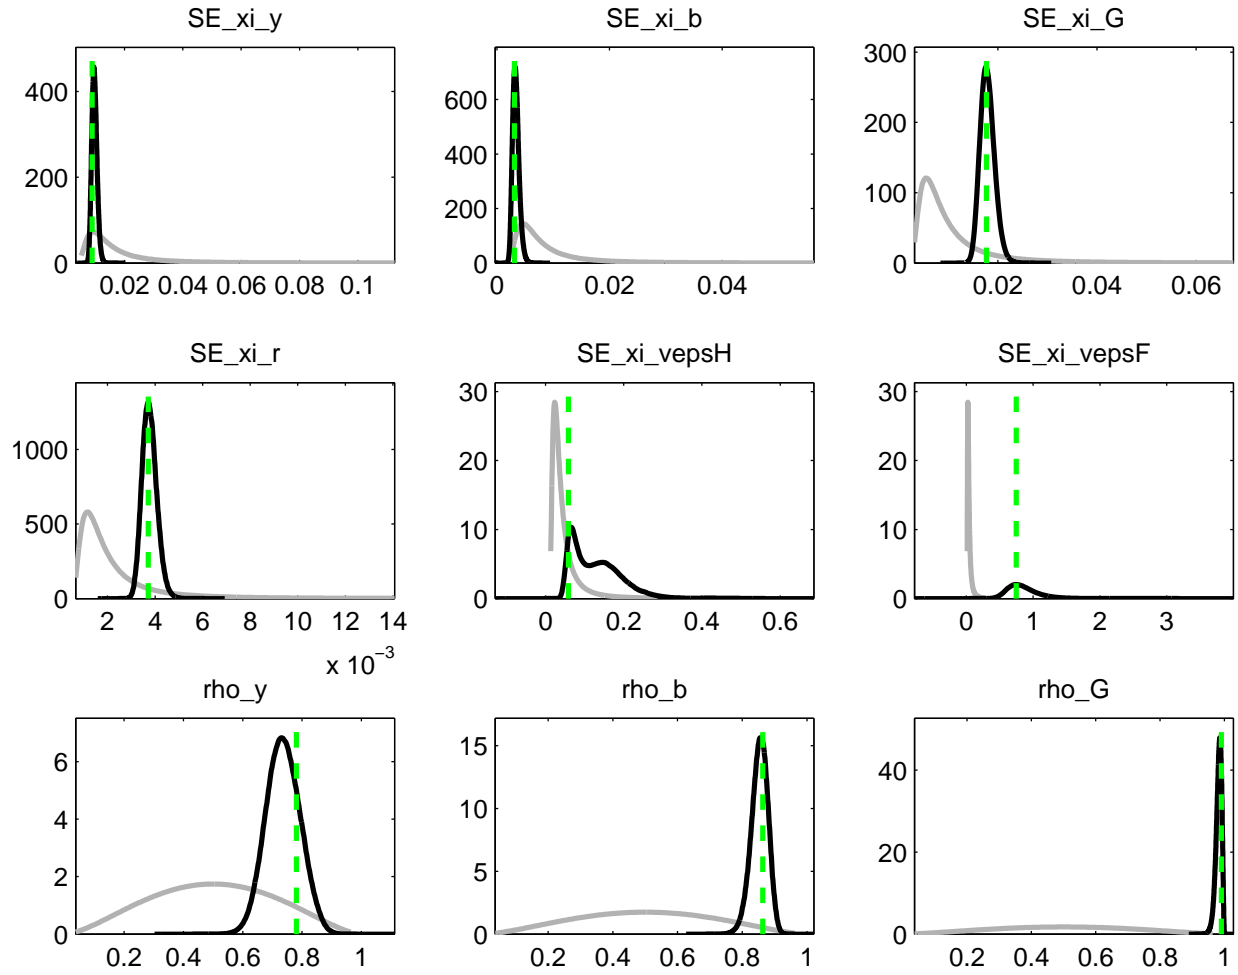 SE_xi_y
SE_xi_b
SE_xi_G
400
200
0
0.02 0.04 0.06 0.08 0.1
600
400
200
0
0 0.02 0.04
300
200
100
0
0.02 0.04 0.06
SE_xi_r
SE_xi_vepsH
SE_xi_vepsF
1000
500
0
2 4 6 8 10 12 14
x 10−3
30
20
10
0
0 0.2 0.4 0.6
30
20
10
0
0 1 2 3
rho_y
rho_b
rho_G
6
4
2
0
0.2 0.4 0.6 0.8 1
15
10
5
0
0.2 0.4 0.6 0.8 1
40
20
0
0.2 0.4 0.6 0.8 1